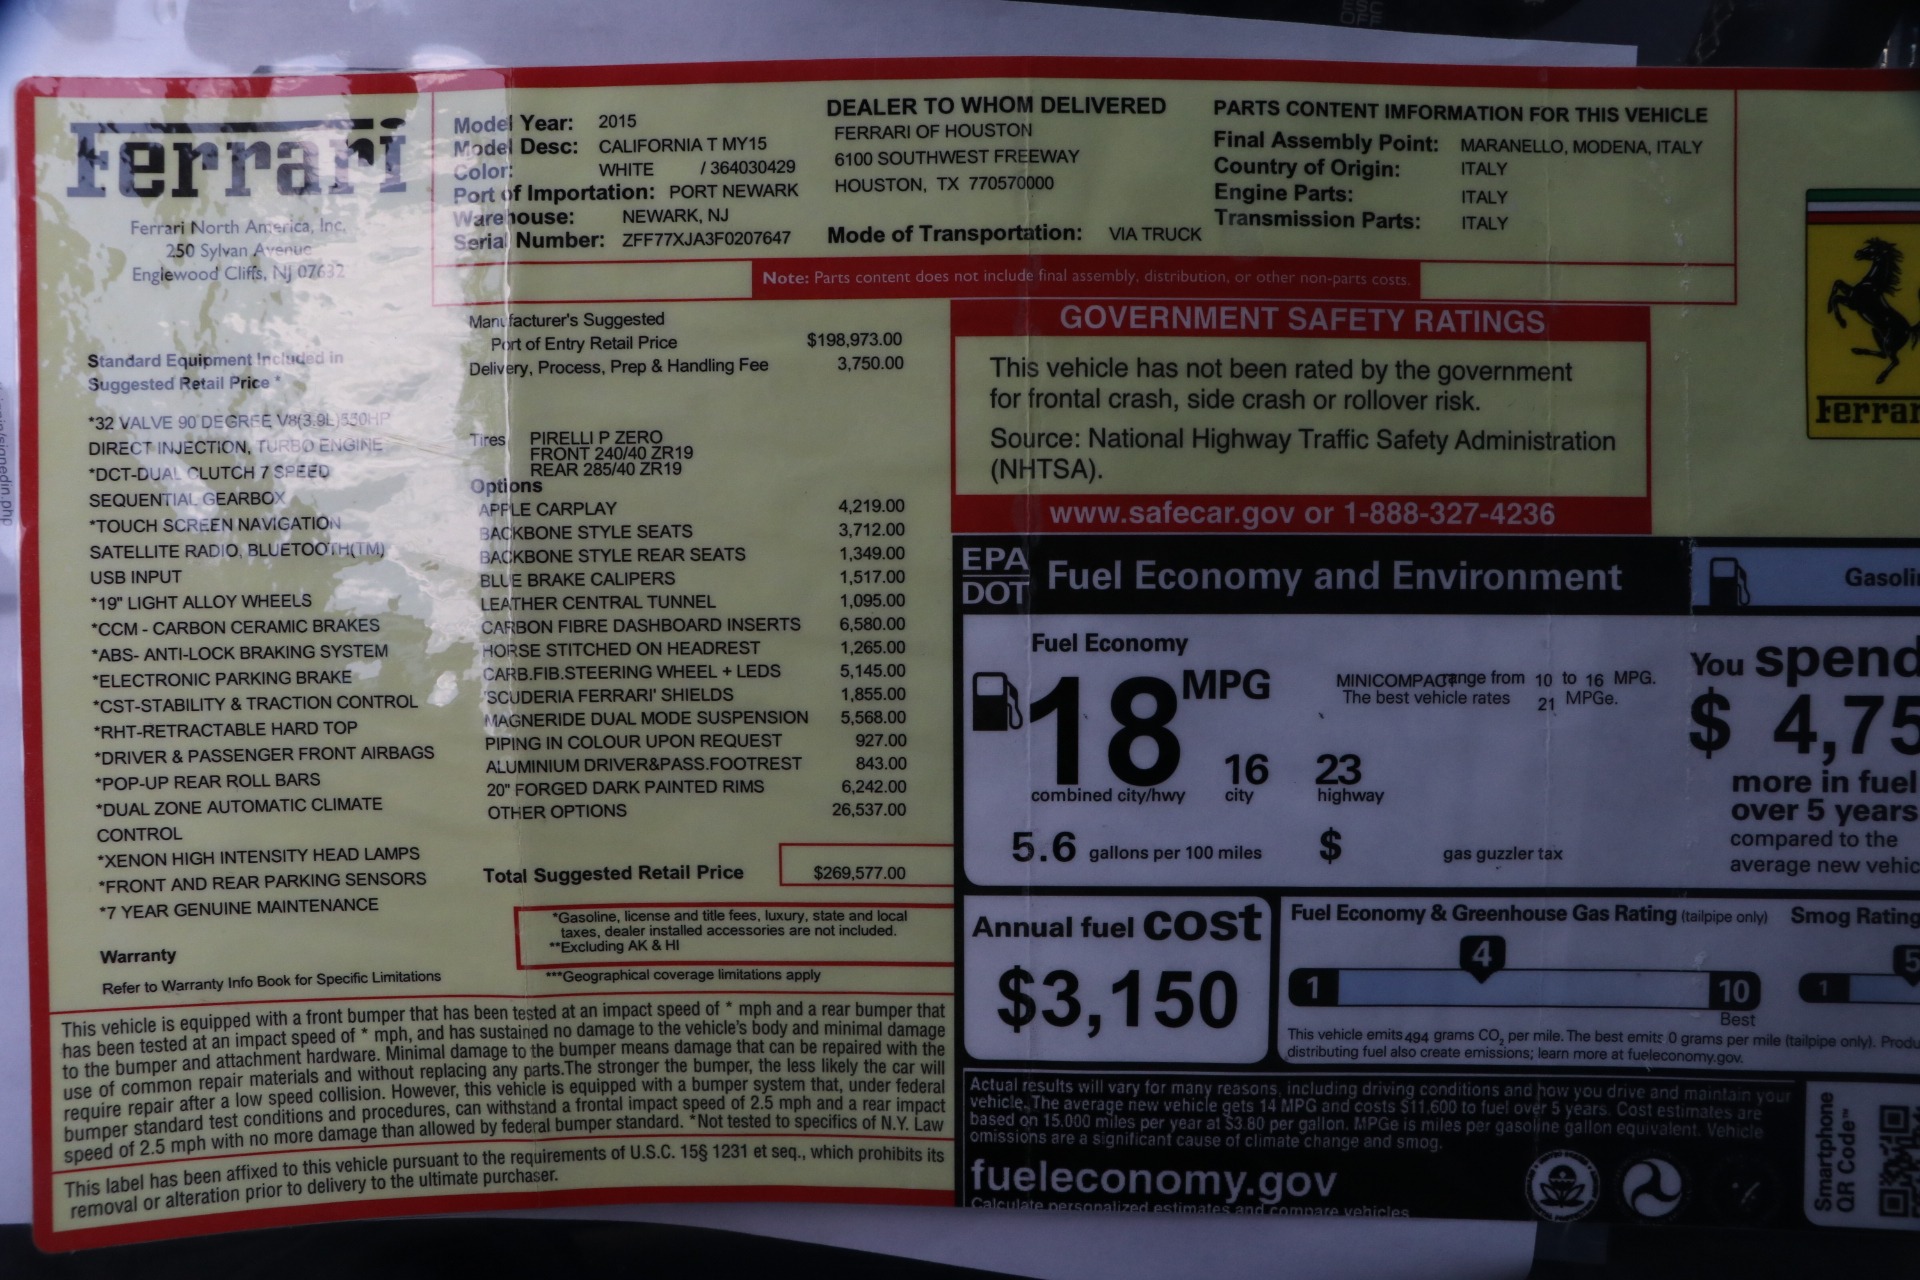 Ferrari
Ferrari North America, Inc.
250 Sylvan Avenue
Englewood Cliffs, NJ 07632
Model Year: 2015
Model Desc: CALIFORNIA T MY15
Color: WHITE / 364030429
Port of Importation: PORT NEWARK
Warehouse: NEWARK, NJ
Serial Number: ZFF77XJA3F0207647
DEALER TO WHOM DELIVERED
FERRARI OF HOUSTON
6100 SOUTHWEST FREEWAY
HOUSTON, TX 770570000
Mode of Transportation: VIA TRUCK
PARTS CONTENT IMFORMATION FOR THIS VEHICLE
Final Assembly Point: MARANELLO, MODENA, ITALY
Country of Origin: ITALY
Engine Parts: ITALY
Transmission Parts: ITALY
Note: Parts content does not include final assembly, distribution, or other non-parts costs.
Standard Equipment Included in
Suggested Retail Price *
*32 VALVE 90 DEGREE V8(3.9L)550HP
DIRECT INJECTION, TURBO ENGINE
*DCT-DUAL CLUTCH 7 SPEED
SEQUENTIAL GEARBOX
*TOUCH SCREEN NAVIGATION
SATELLITE RADIO, BLUETOOTH(TM)
USB INPUT
*19" LIGHT ALLOY WHEELS
*CCM - CARBON CERAMIC BRAKES
*ABS- ANTI-LOCK BRAKING SYSTEM
*ELECTRONIC PARKING BRAKE
*CST-STABILITY & TRACTION CONTROL
*RHT-RETRACTABLE HARD TOP
*DRIVER & PASSENGER FRONT AIRBAGS
*POP-UP REAR ROLL BARS
*DUAL ZONE AUTOMATIC CLIMATE
CONTROL
*XENON HIGH INTENSITY HEAD LAMPS
*FRONT AND REAR PARKING SENSORS
*7 YEAR GENUINE MAINTENANCE
Warranty
Refer to Warranty Info Book for Specific Limitations
Manufacturer's Suggested
Port of Entry Retail Price $198,973.00
Delivery, Process, Prep & Handling Fee 3,750.00
Tires PIRELLI P ZERO
FRONT 240/40 ZR19
REAR 285/40 ZR19
Options
APPLE CARPLAY 4,219.00
BACKBONE STYLE SEATS 3,712.00
BACKBONE STYLE REAR SEATS 1,349.00
BLUE BRAKE CALIPERS 1,517.00
LEATHER CENTRAL TUNNEL 1,095.00
CARBON FIBRE DASHBOARD INSERTS 6,580.00
HORSE STITCHED ON HEADREST 1,265.00
CARB.FIB.STEERING WHEEL + LEDS 5,145.00
'SCUDERIA FERRARI' SHIELDS 1,855.00
MAGNERIDE DUAL MODE SUSPENSION 5,568.00
PIPING IN COLOUR UPON REQUEST 927.00
ALUMINIUM DRIVER&PASS.FOOTREST 843.00
20" FORGED DARK PAINTED RIMS 6,242.00
OTHER OPTIONS 26,537.00
Total Suggested Retail Price $269,577.00
*Gasoline, license and title fees, luxury, state and local
taxes, dealer installed accessories are not included.
**Excluding AK & HI
***Geographical coverage limitations apply
This vehicle is equipped with a front bumper that has been tested at an impact speed of * mph and a rear bumper that
has been tested at an impact speed of * mph, and has sustained no damage to the vehicle's body and minimal damage
to the bumper and attachment hardware. Minimal damage to the bumper means damage that can be repaired with the
use of common repair materials and without replacing any parts.The stronger the bumper, the less likely the car will
require repair after a low speed collision. However, this vehicle is equipped with a bumper system that, under federal
bumper standard test conditions and procedures, can withstand a frontal impact speed of 2.5 mph and a rear impact
speed of 2.5 mph with no more damage than allowed by federal bumper standard. *Not tested to specifics of N.Y. Law
This label has been affixed to this vehicle pursuant to the requirements of U.S.C. 15§ 1231 et seq., which prohibits its
removal or alteration prior to delivery to the ultimate purchaser.
GOVERNMENT SAFETY RATINGS
This vehicle has not been rated by the government
for frontal crash, side crash or rollover risk.
Source: National Highway Traffic Safety Administration
(NHTSA).
www.safecar.gov or 1-888-327-4236
Ferrar
EPA
DOT
Fuel Economy and Environment
Gasolin
Fuel Economy
18 MPG
combined city/hwy
16
city
23
highway
MINICOMPACT range from 10 to 16 MPG.
The best vehicle rates 21 MPGe.
5.6 gallons per 100 miles
$ gas guzzler tax
You spend
$ 4,75
more in fuel
over 5 years
compared to the
average new vehic
Annual fuel cost
$3,150
Fuel Economy & Greenhouse Gas Rating (tailpipe only)
4
1
10
Best
Smog Rating
5
1
This vehicle emits 494 grams CO2 per mile. The best emits 0 grams per mile (tailpipe only). Produ
distributing fuel also create emissions; learn more at fueleconomy.gov.
Actual results will vary for many reasons, including driving conditions and how you drive and maintain your
vehicle. The average new vehicle gets 14 MPG and costs $11,600 to fuel over 5 years. Cost estimates are
based on 15,000 miles per year at $3.80 per gallon. MPGe is miles per gasoline gallon equivalent. Vehicle
omissions are a significant cause of climate change and smog.
fueleconomy.gov
Calculate personalized estimates and compare vehicles
Smartphone
QR Code™